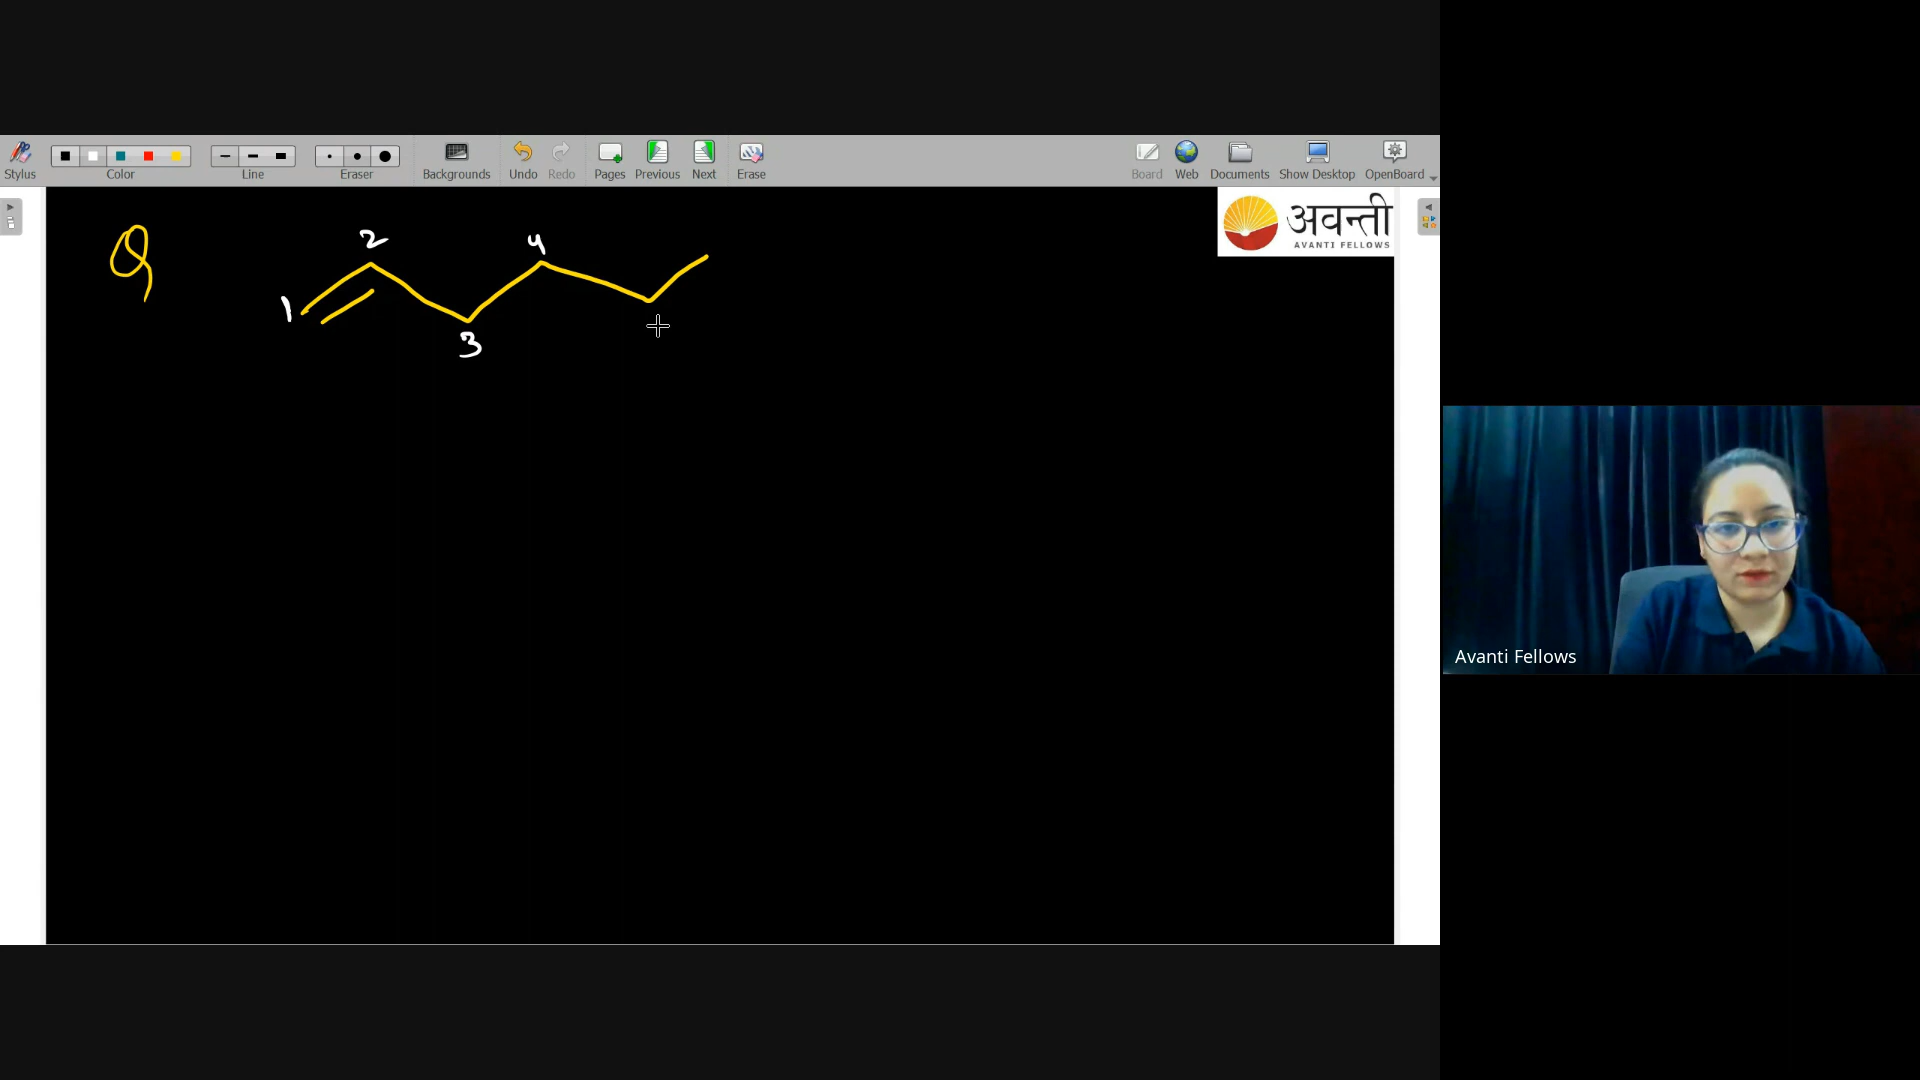 Stylus Color Line Eraser Backgrounds Undo Redo Pages Previous Next Erase Board Web Documents Show Desktop OpenBoard
अवन्ती
AVANTI FELLOWS
Q
2 4
1
3
Avanti Fellows